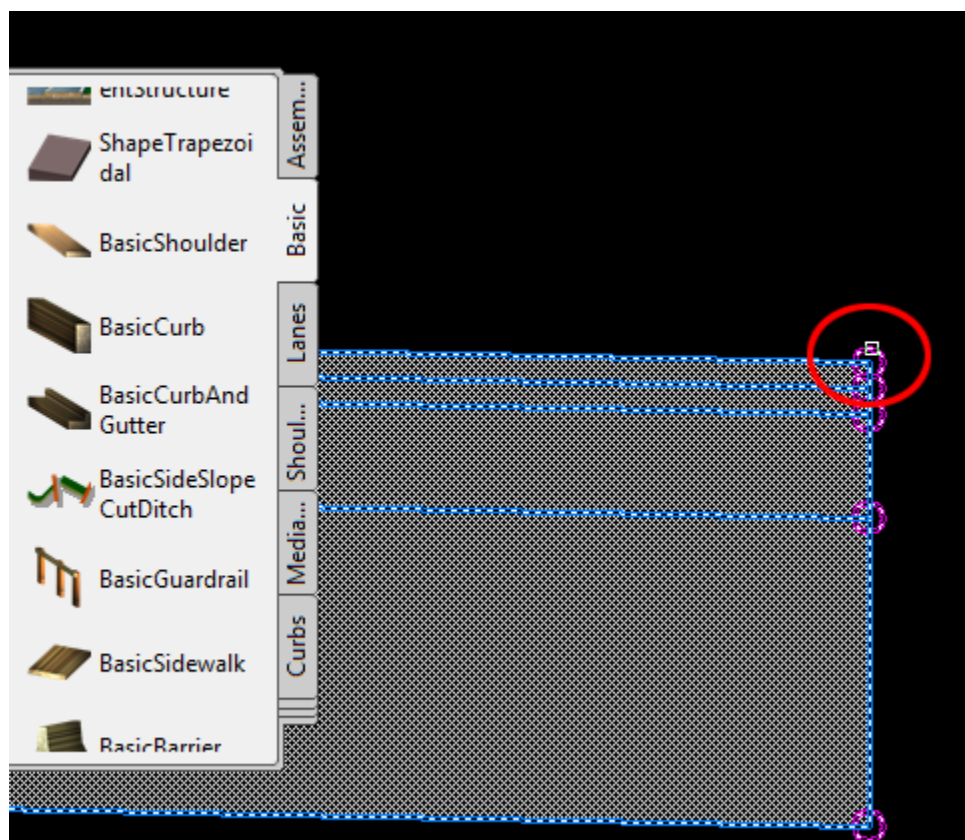 entStructure
ShapeTrapezoi
dal
BasicShoulder
BasicCurb
BasicCurbAnd
Gutter
BasicSideSlope
CutDitch
BasicGuardrail
BasicSidewalk
BasicBarrier
Assem...
Basic
Lanes
Shoul...
Media...
Curbs